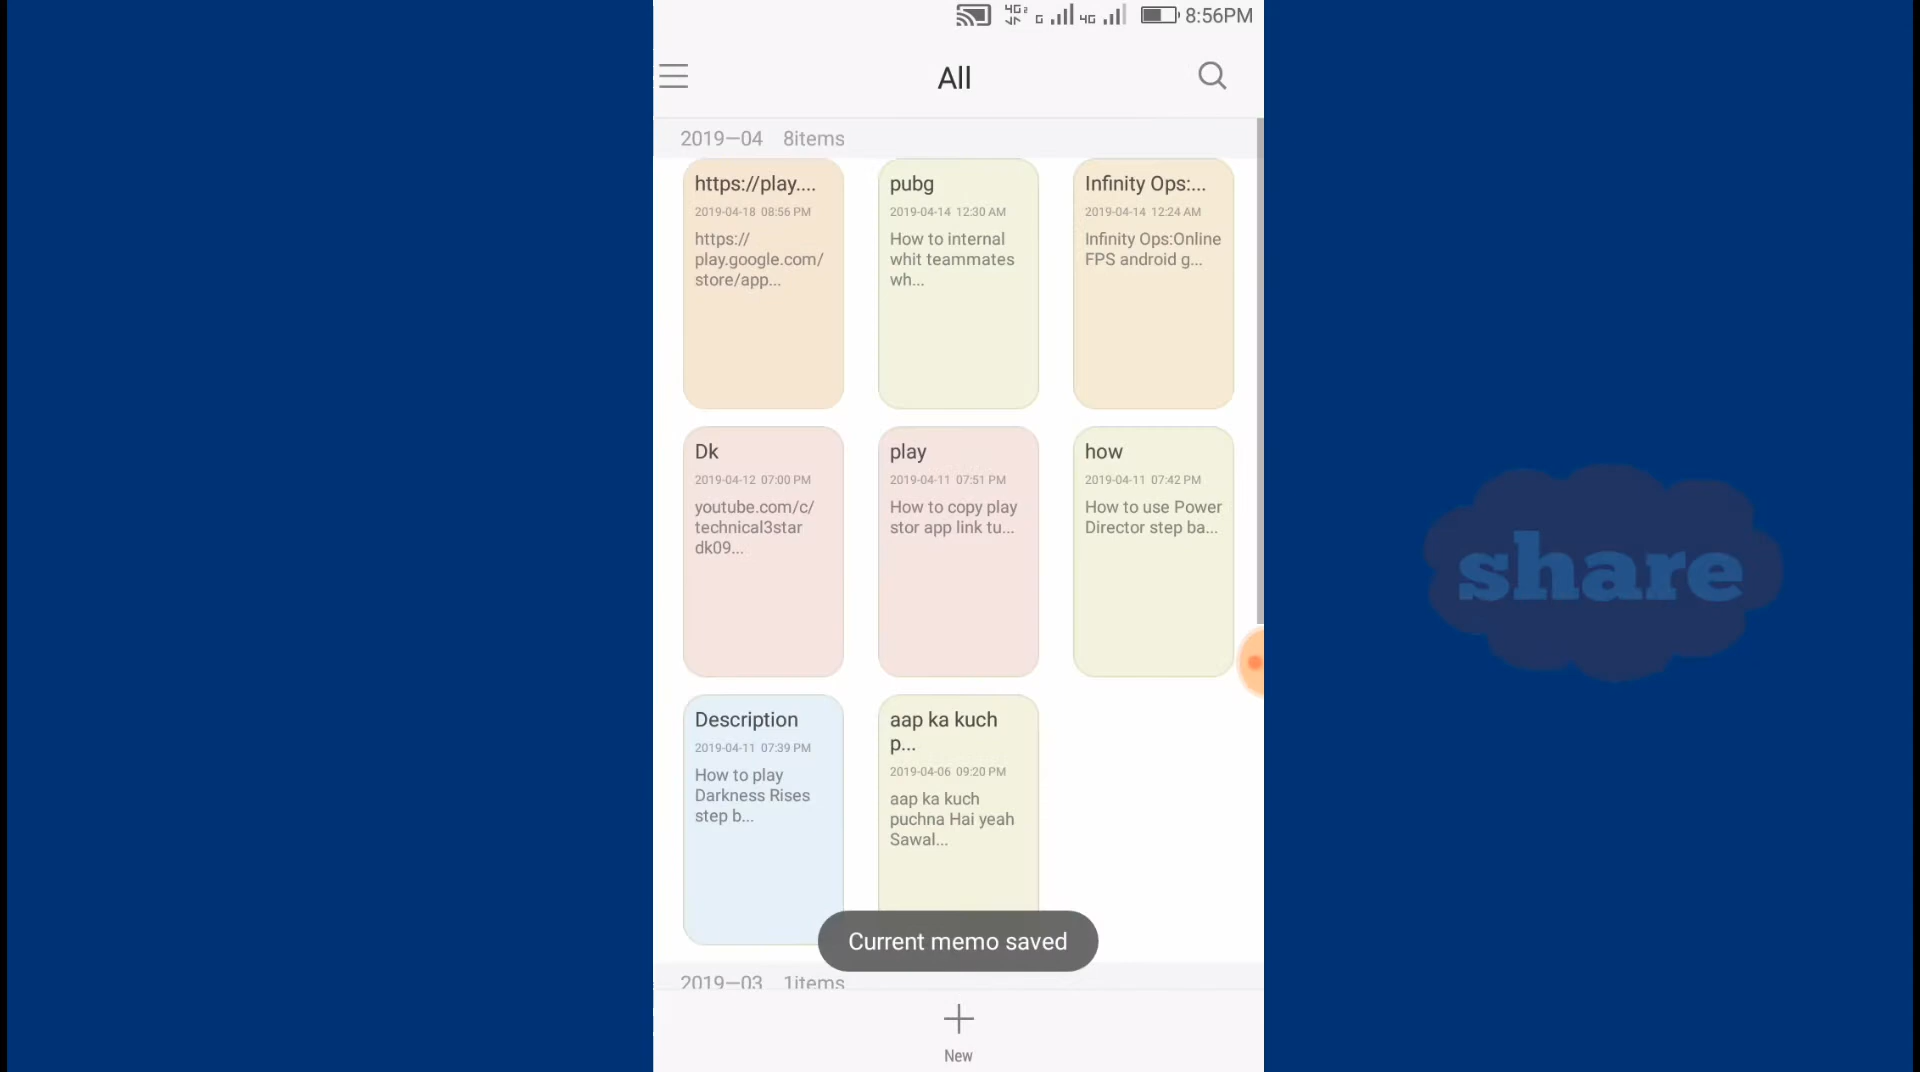 4G 2 G 4G 8:56PM
All
2019—04 8items
https://play....
2019-04-18 08:56 PM
https://
play.google.com/
store/app...
pubg
2019-04-14 12:30 AM
How to internal
whit teammates
wh...
Infinity Ops:...
2019-04-14 12:24 AM
Infinity Ops:Online
FPS android g...
Dk
2019-04-12 07:00 PM
youtube.com/c/
technical3star
dk09...
play
2019-04-11 07:51 PM
How to copy play
stor app link tu...
how
2019-04-11 07:42 PM
How to use Power
Director step ba...
Description
2019-04-11 07:39 PM
How to play
Darkness Rises
step b...
aap ka kuch
p...
2019-04-06 09:20 PM
aap ka kuch
puchna Hai yeah
Sawal...
Current memo saved
2019—03 1items
New
share